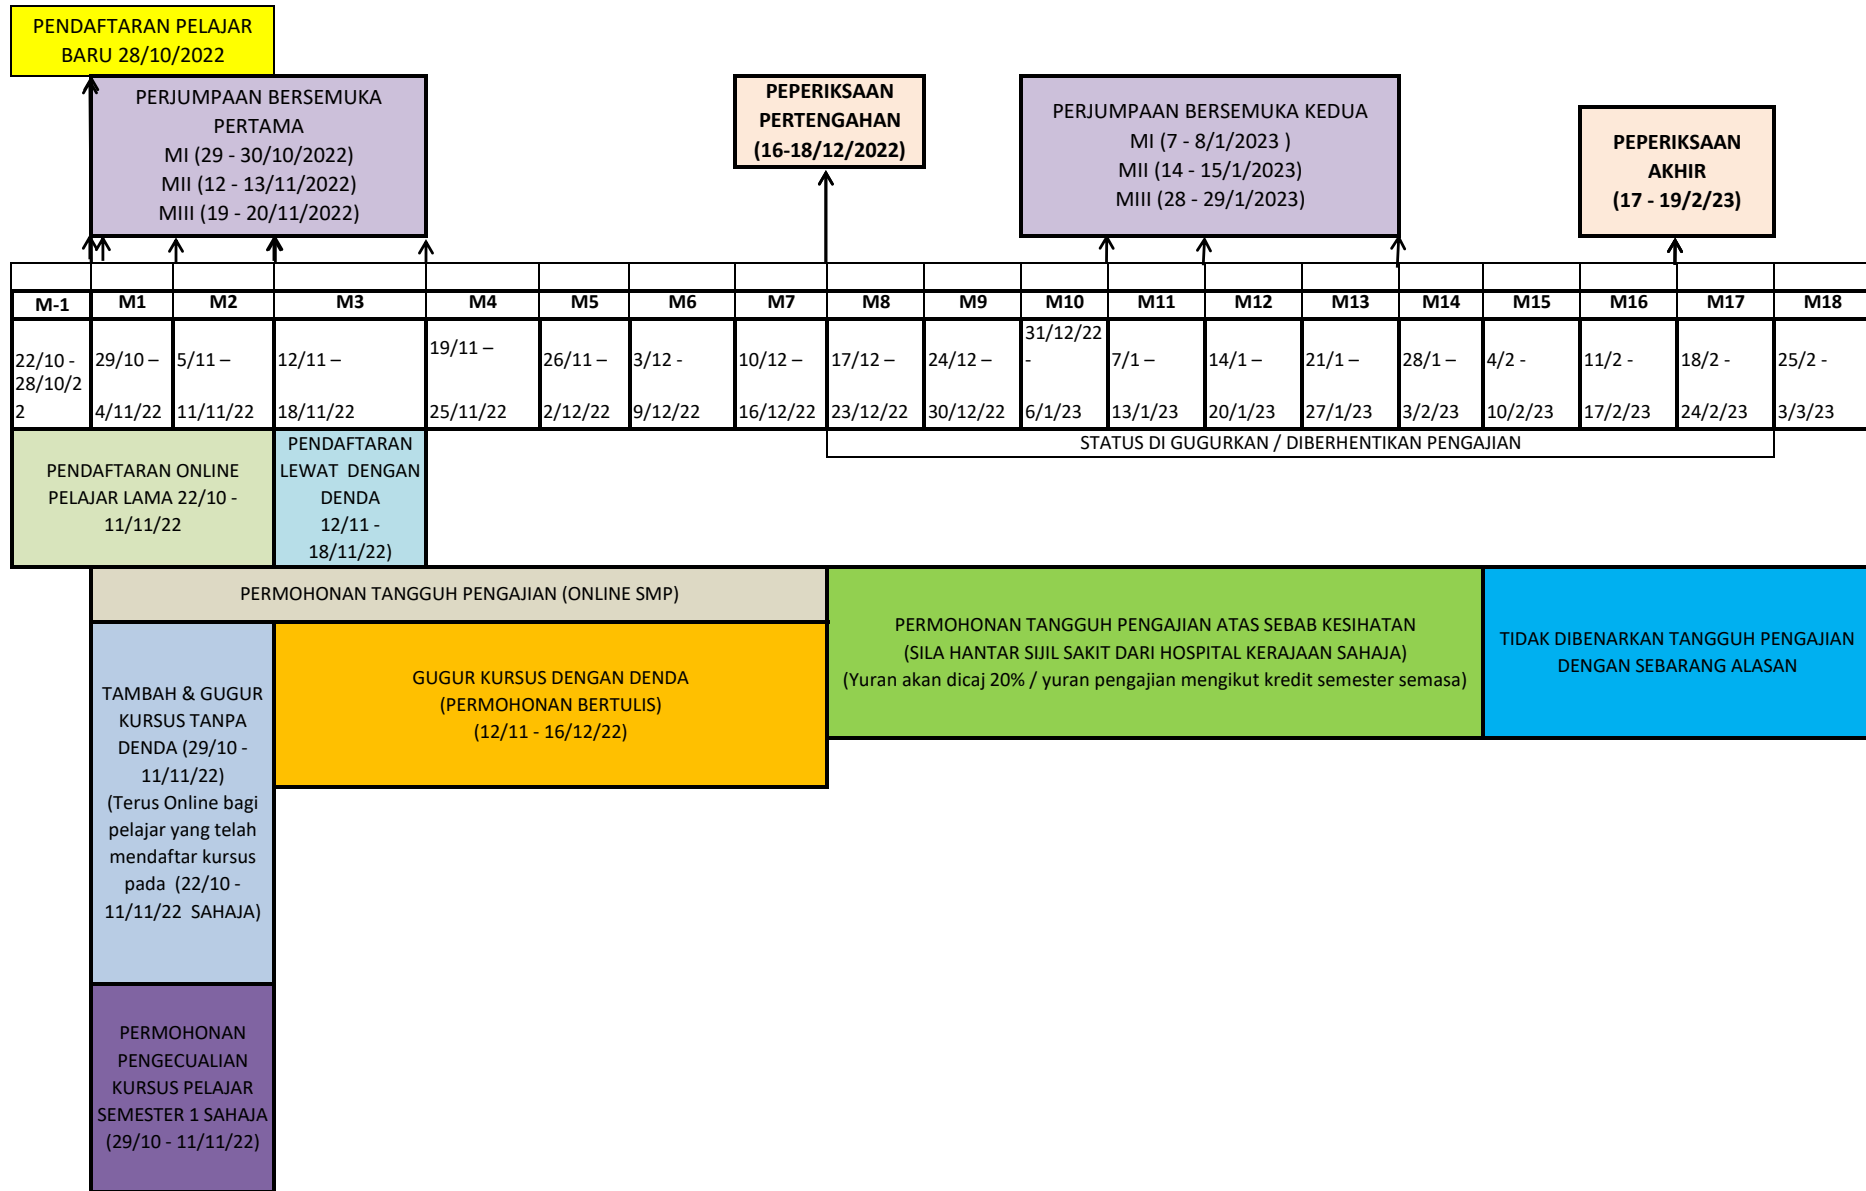 PENDAFTARAN PELAJAR
BARU 28/10/2022
PERJUMPAAN BERSEMUKA
PERTAMA
MI (29 - 30/10/2022)
MII (12 - 13/11/2022)
MIII (19 - 20/11/2022)
PEPERIKSAAN
PERTENGAHAN
(16-18/12/2022)
PERJUMPAAN BERSEMUKA KEDUA
MI (7 - 8/1/2023 )
MII (14 - 15/1/2023)
MIII (28 - 29/1/2023)
PEPERIKSAAN
AKHIR
(17 - 19/2/23)
M-1 M1 M2 M3 M4 M5 M6 M7 M8 M9 M10 M11 M12 M13 M14 M15 M16 M17 M18
22/10 -
28/10/2
2
29/10 –
4/11/22
5/11 –
11/11/22
12/11 –
18/11/22
19/11 –
25/11/22
26/11 –
2/12/22
3/12 -
9/12/22
10/12 –
16/12/22
17/12 –
23/12/22
24/12 –
30/12/22
31/12/22
-
6/1/23
7/1 –
13/1/23
14/1 –
20/1/23
21/1 –
27/1/23
28/1 –
3/2/23
4/2 -
10/2/23
11/2 -
17/2/23
18/2 -
24/2/23
25/2 -
3/3/23
PENDAFTARAN ONLINE
PELAJAR LAMA 22/10 -
11/11/22
PENDAFTARAN
LEWAT DENGAN
DENDA
12/11 -
18/11/22)
STATUS DI GUGURKAN / DIBERHENTIKAN PENGAJIAN
PERMOHONAN TANGGUH PENGAJIAN (ONLINE SMP)
TAMBAH & GUGUR
KURSUS TANPA
DENDA (29/10 -
11/11/22)
(Terus Online bagi
pelajar yang telah
mendaftar kursus
pada (22/10 -
11/11/22 SAHAJA)
GUGUR KURSUS DENGAN DENDA
(PERMOHONAN BERTULIS)
(12/11 - 16/12/22)
PERMOHONAN TANGGUH PENGAJIAN ATAS SEBAB KESIHATAN
(SILA HANTAR SIJIL SAKIT DARI HOSPITAL KERAJAAN SAHAJA)
(Yuran akan dicaj 20% / yuran pengajian mengikut kredit semester semasa)
TIDAK DIBENARKAN TANGGUH PENGAJIAN
DENGAN SEBARANG ALASAN
PERMOHONAN
PENGECUALIAN
KURSUS PELAJAR
SEMESTER 1 SAHAJA
(29/10 - 11/11/22)